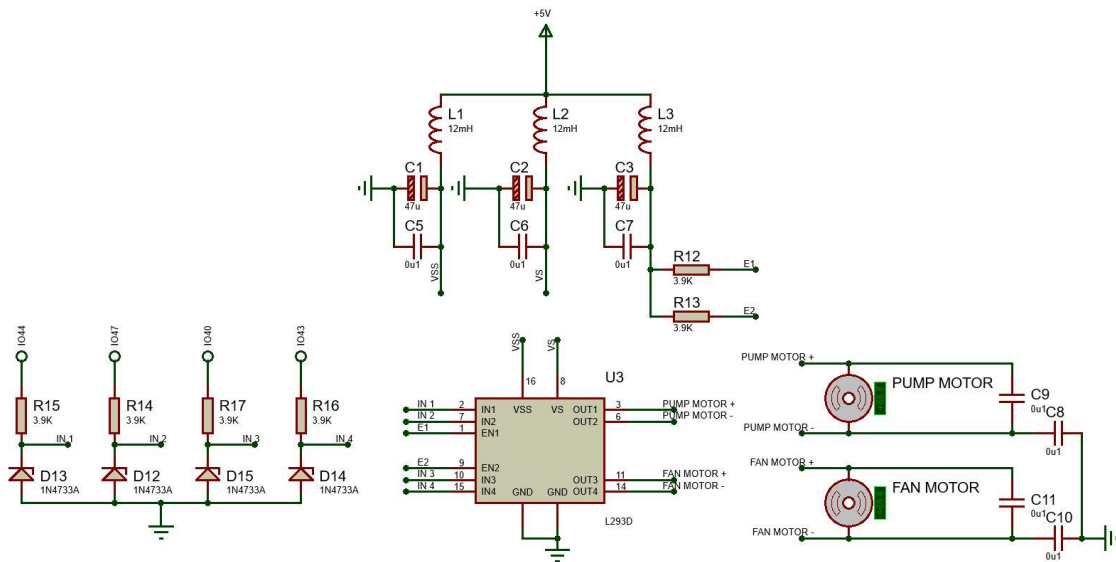 +5V
L1
12mH
L2
12mH
L3
12mH
C1
47u
C2
47u
C3
47u
C5
0u1
C6
0u1
C7
0u1
VSS
VS
R12
3.9K
E1
R13
3.9K
E2
IO44
IO47
IO40
IO43
R15
3.9K
R14
3.9K
R17
3.9K
R16
3.9K
IN 1
IN 2
IN 3
IN 4
D13
1N4733A
D12
1N4733A
D15
1N4733A
D14
1N4733A
VSS
VS
U3
16
8
IN 1
2
IN1
VSS
VS
OUT1
3
PUMP MOTOR +
IN 2
7
IN2
OUT2
6
PUMP MOTOR -
E1
1
EN1
E2
9
EN2
IN 3
10
IN3
OUT3
11
FAN MOTOR +
IN 4
15
IN4
GND
GND
OUT4
14
FAN MOTOR -
L293D
PUMP MOTOR +
PUMP MOTOR
C9
0u1
C8
PUMP MOTOR -
0u1
FAN MOTOR +
FAN MOTOR
C11
0u1
C10
FAN MOTOR -
0u1